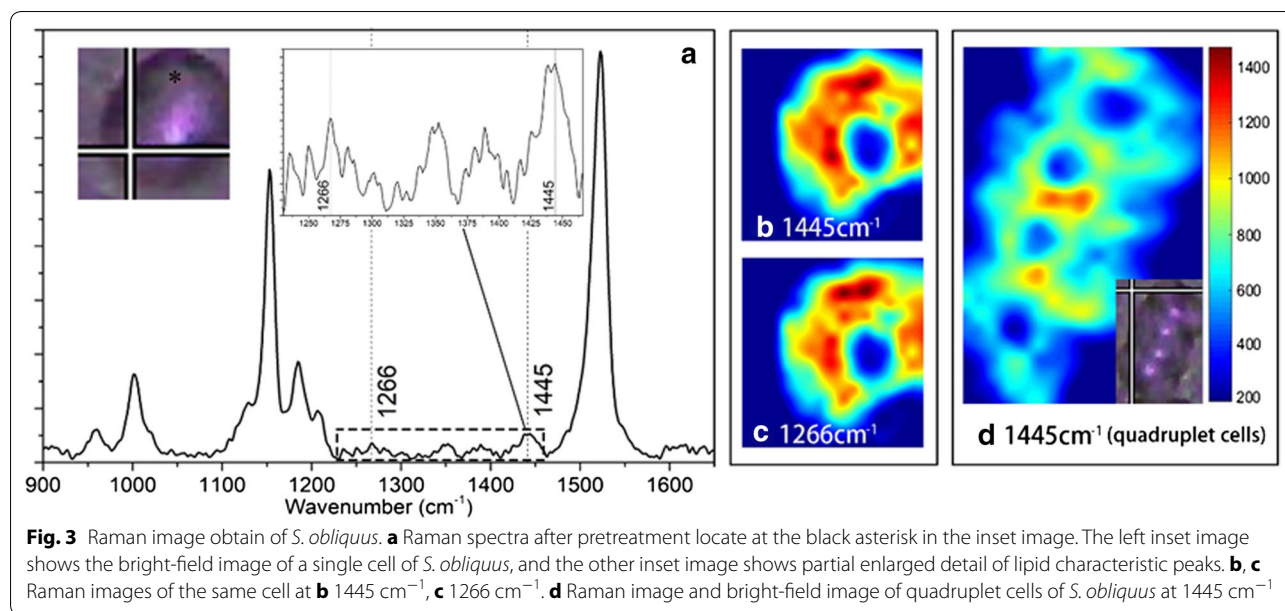 a
*
1266
1445
1250 1275 1300 1325 1350 1375 1400 1425 1450
1266
1445
900 1000 1100 1200 1300 1400 1500 1600
Wavenumber (cm⁻¹)
b 1445cm⁻¹
c 1266cm⁻¹
1400
1200
1000
800
600
400
200
d 1445cm⁻¹ (quadruplet cells)
Fig. 3 Raman image obtain of S. obliquus. a Raman spectra after pretreatment locate at the black asterisk in the inset image. The left inset image
shows the bright-field image of a single cell of S. obliquus, and the other inset image shows partial enlarged detail of lipid characteristic peaks. b, c
Raman images of the same cell at b 1445 cm⁻¹, c 1266 cm⁻¹. d Raman image and bright-field image of quadruplet cells of S. obliquus at 1445 cm⁻¹